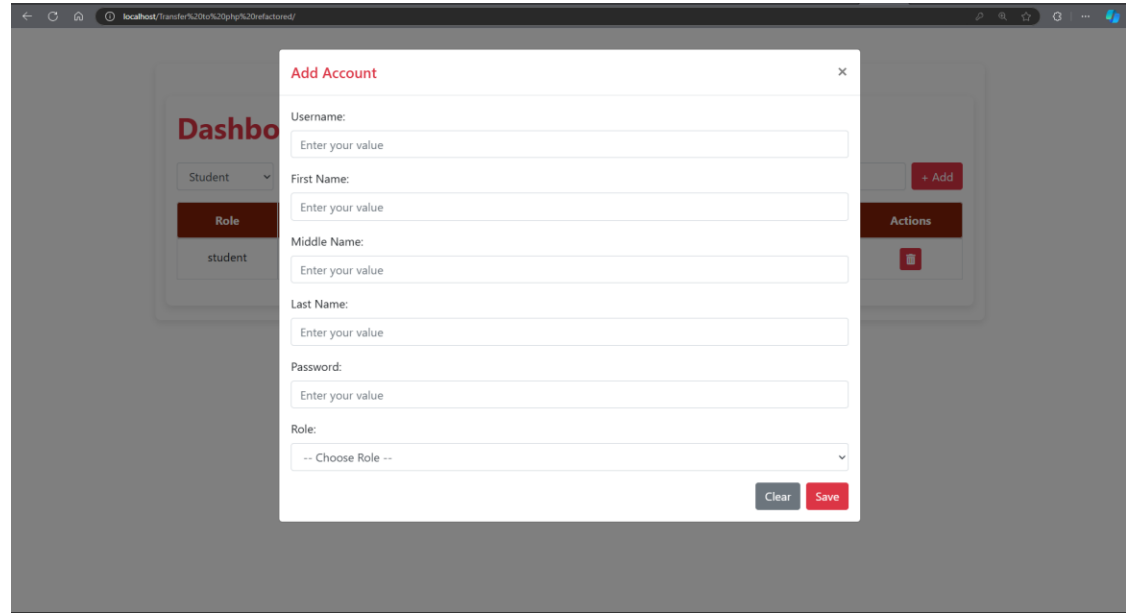 localhost/Transfer%20to%20php%20refactored/
Add Account
×
Username:
Enter your value
First Name:
Enter your value
Middle Name:
Enter your value
Last Name:
Enter your value
Password:
Enter your value
Role:
-- Choose Role --
Clear
Save
Dashbo
Student
+ Add
Role
Actions
student